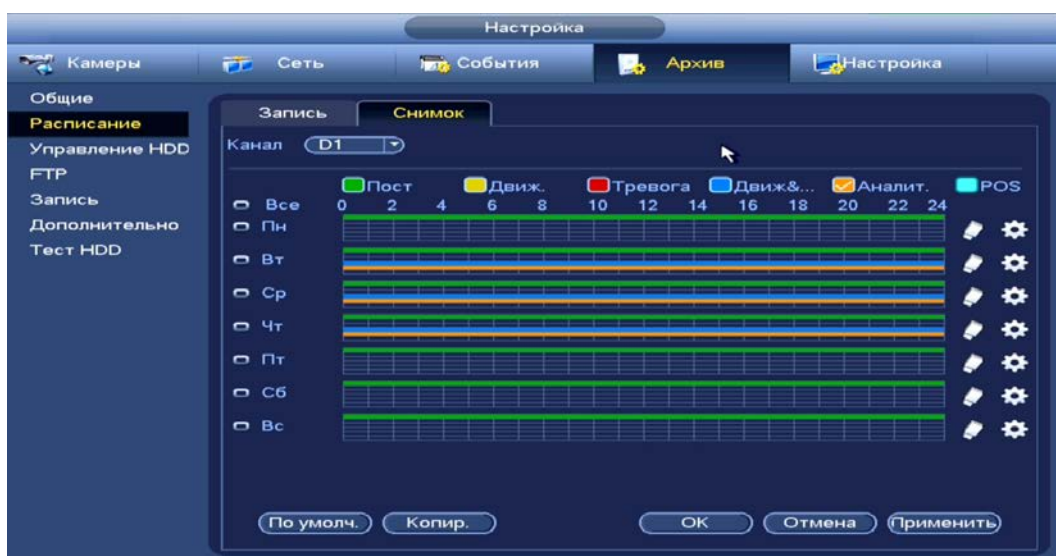 Настройка
Камеры Сеть События Архив Настройка
Общие
Расписание
Управление HDD
FTP
Запись
Дополнительно
Тест HDD
Запись Снимок
Канал D1
Пост Движ. Тревога Движ&... Аналит. POS
Все 0 2 4 6 8 10 12 14 16 18 20 22 24
Пн
Вт
Ср
Чт
Пт
Сб
Вс
По умолч. Копир. OK Отмена Применить